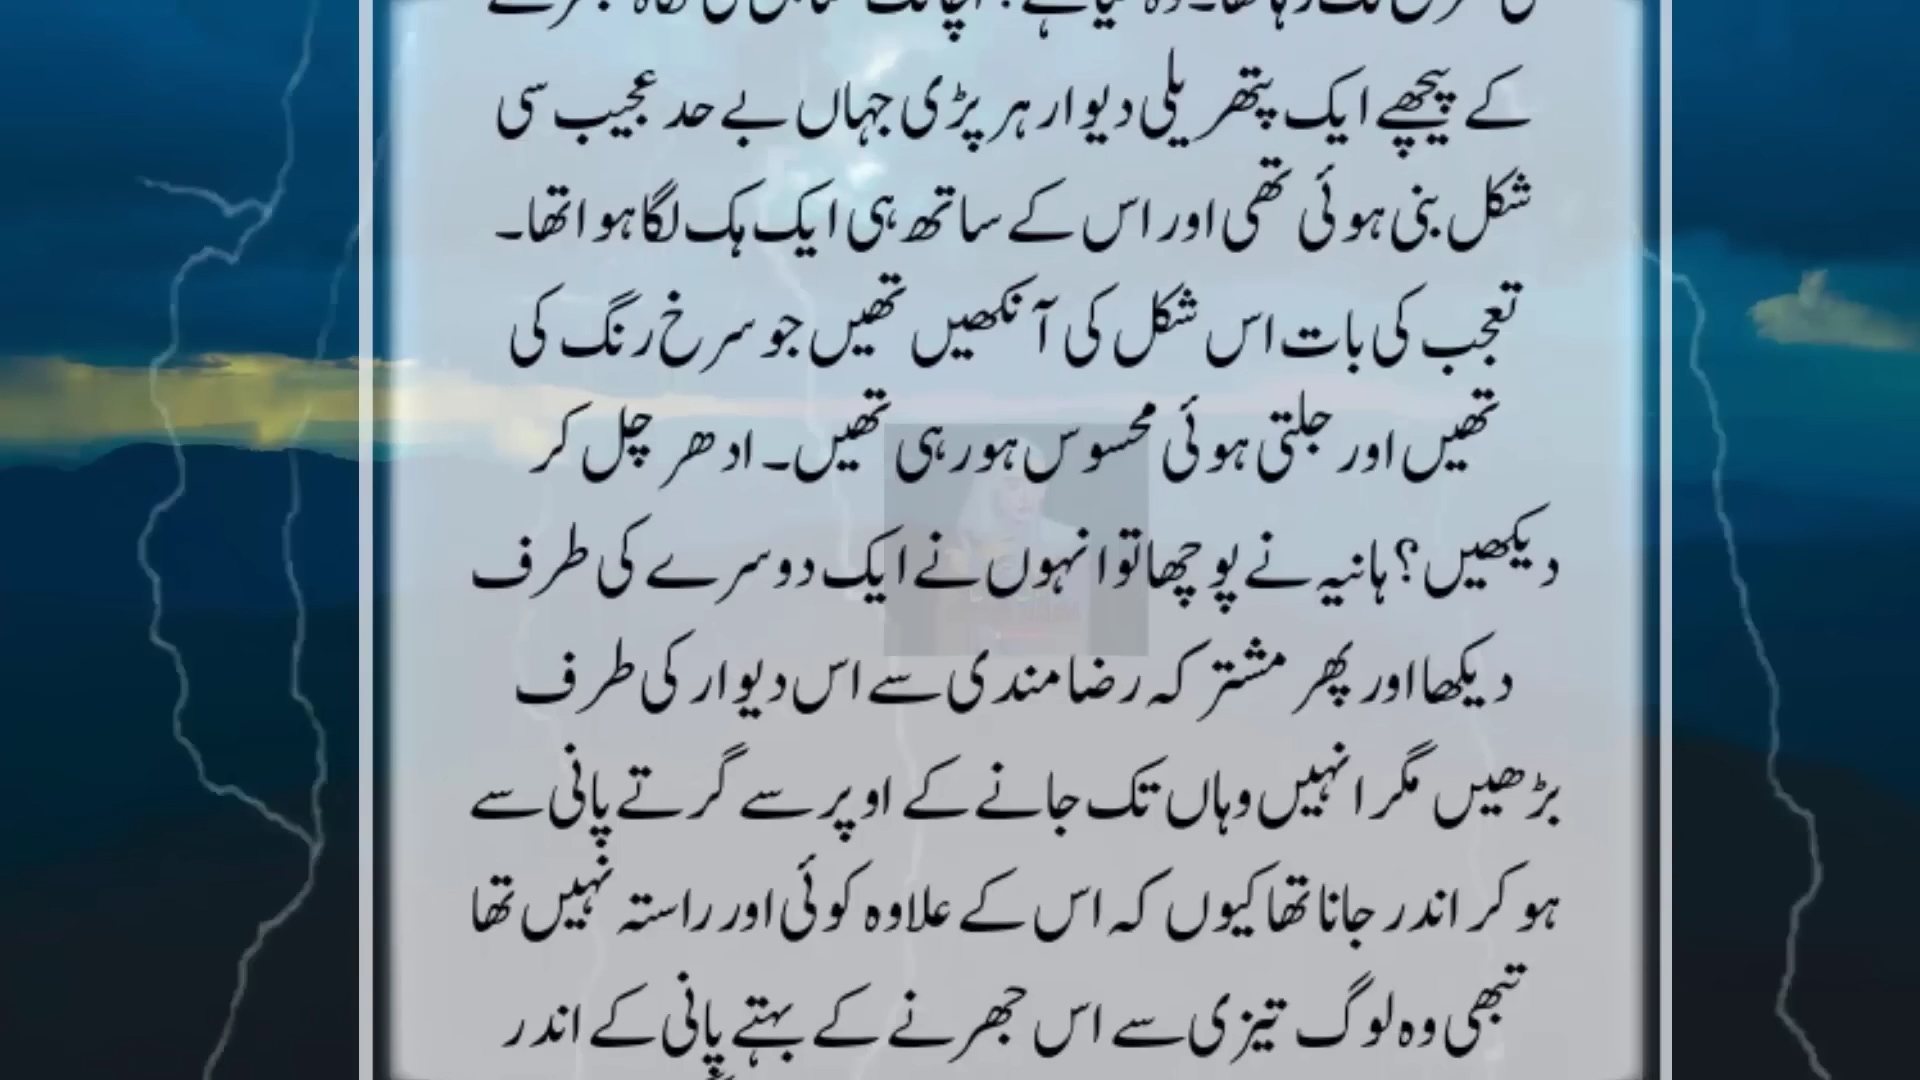 کے پیچھے ایک پتھریلی دیوار ہر پڑی جہاں بے حد عجیب سی
شکل بنی ہوئی تھی اور اس کے ساتھ ہی ایک ہک لگا ہوا تھا۔
تعجب کی بات اس شکل کی آنکھیں تھیں جو سرخ رنگ کی
تھیں اور جلتی ہوئی محسوس ہو رہی تھیں۔ ادھر چل کر
دیکھیں؟ ہانیہ نے پوچھا تو انہوں نے ایک دوسرے کی طرف
دیکھا اور پھر مشترکہ رضامندی سے اس دیوار کی طرف
بڑھیں مگر انہیں وہاں تک جانے کے اوپر سے گرتے پانی سے
ہو کر اندر جانا تھا کیوں کہ اس کے علاوہ کوئی اور راستہ نہیں تھا
تبھی وہ لوگ تیزی سے اس جھرنے کے بہتے پانی کے اندر